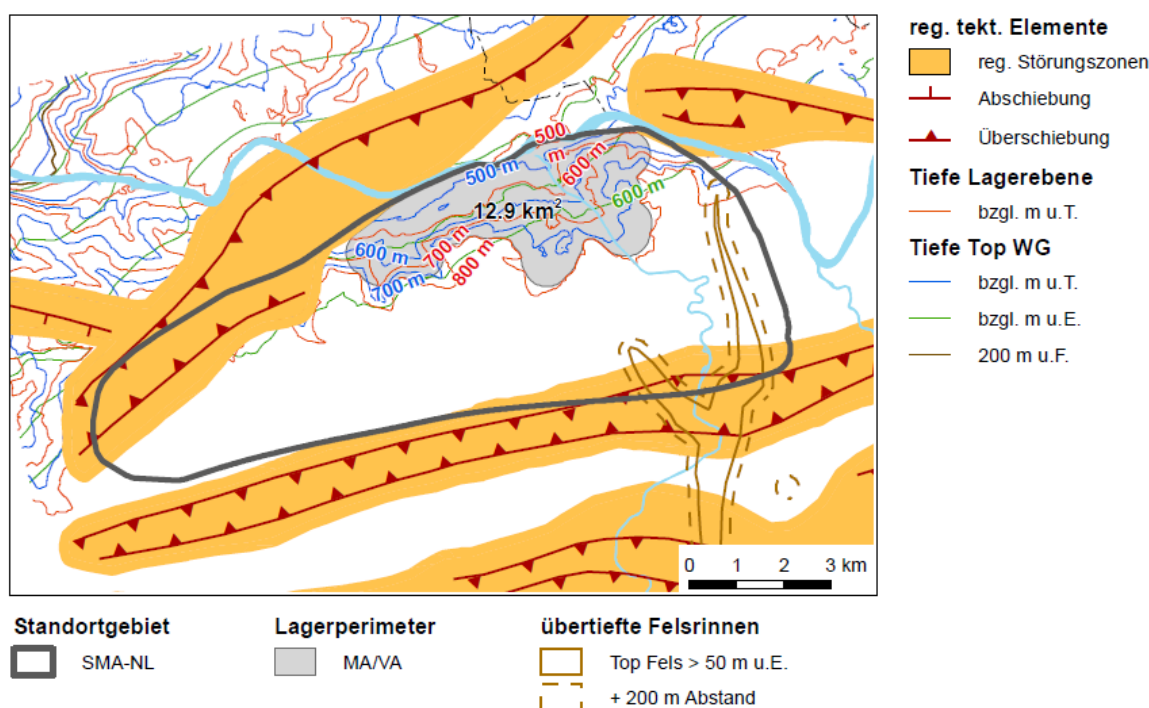 500
m
600 m
500 m
600 m
12.9 km²
600 m
700 m
700 m
800 m
0 1 2 3 km
reg. tekt. Elemente
reg. Störungszonen
Abschiebung
Überschiebung
Tiefe Lagerebene
bzgl. m u.T.
Tiefe Top WG
bzgl. m u.T.
bzgl. m u.E.
200 m u.F.
Standortgebiet
SMA-NL
Lagerperimeter
MA/VA
übertiefte Felsrinnen
Top Fels > 50 m u.E.
+ 200 m Abstand